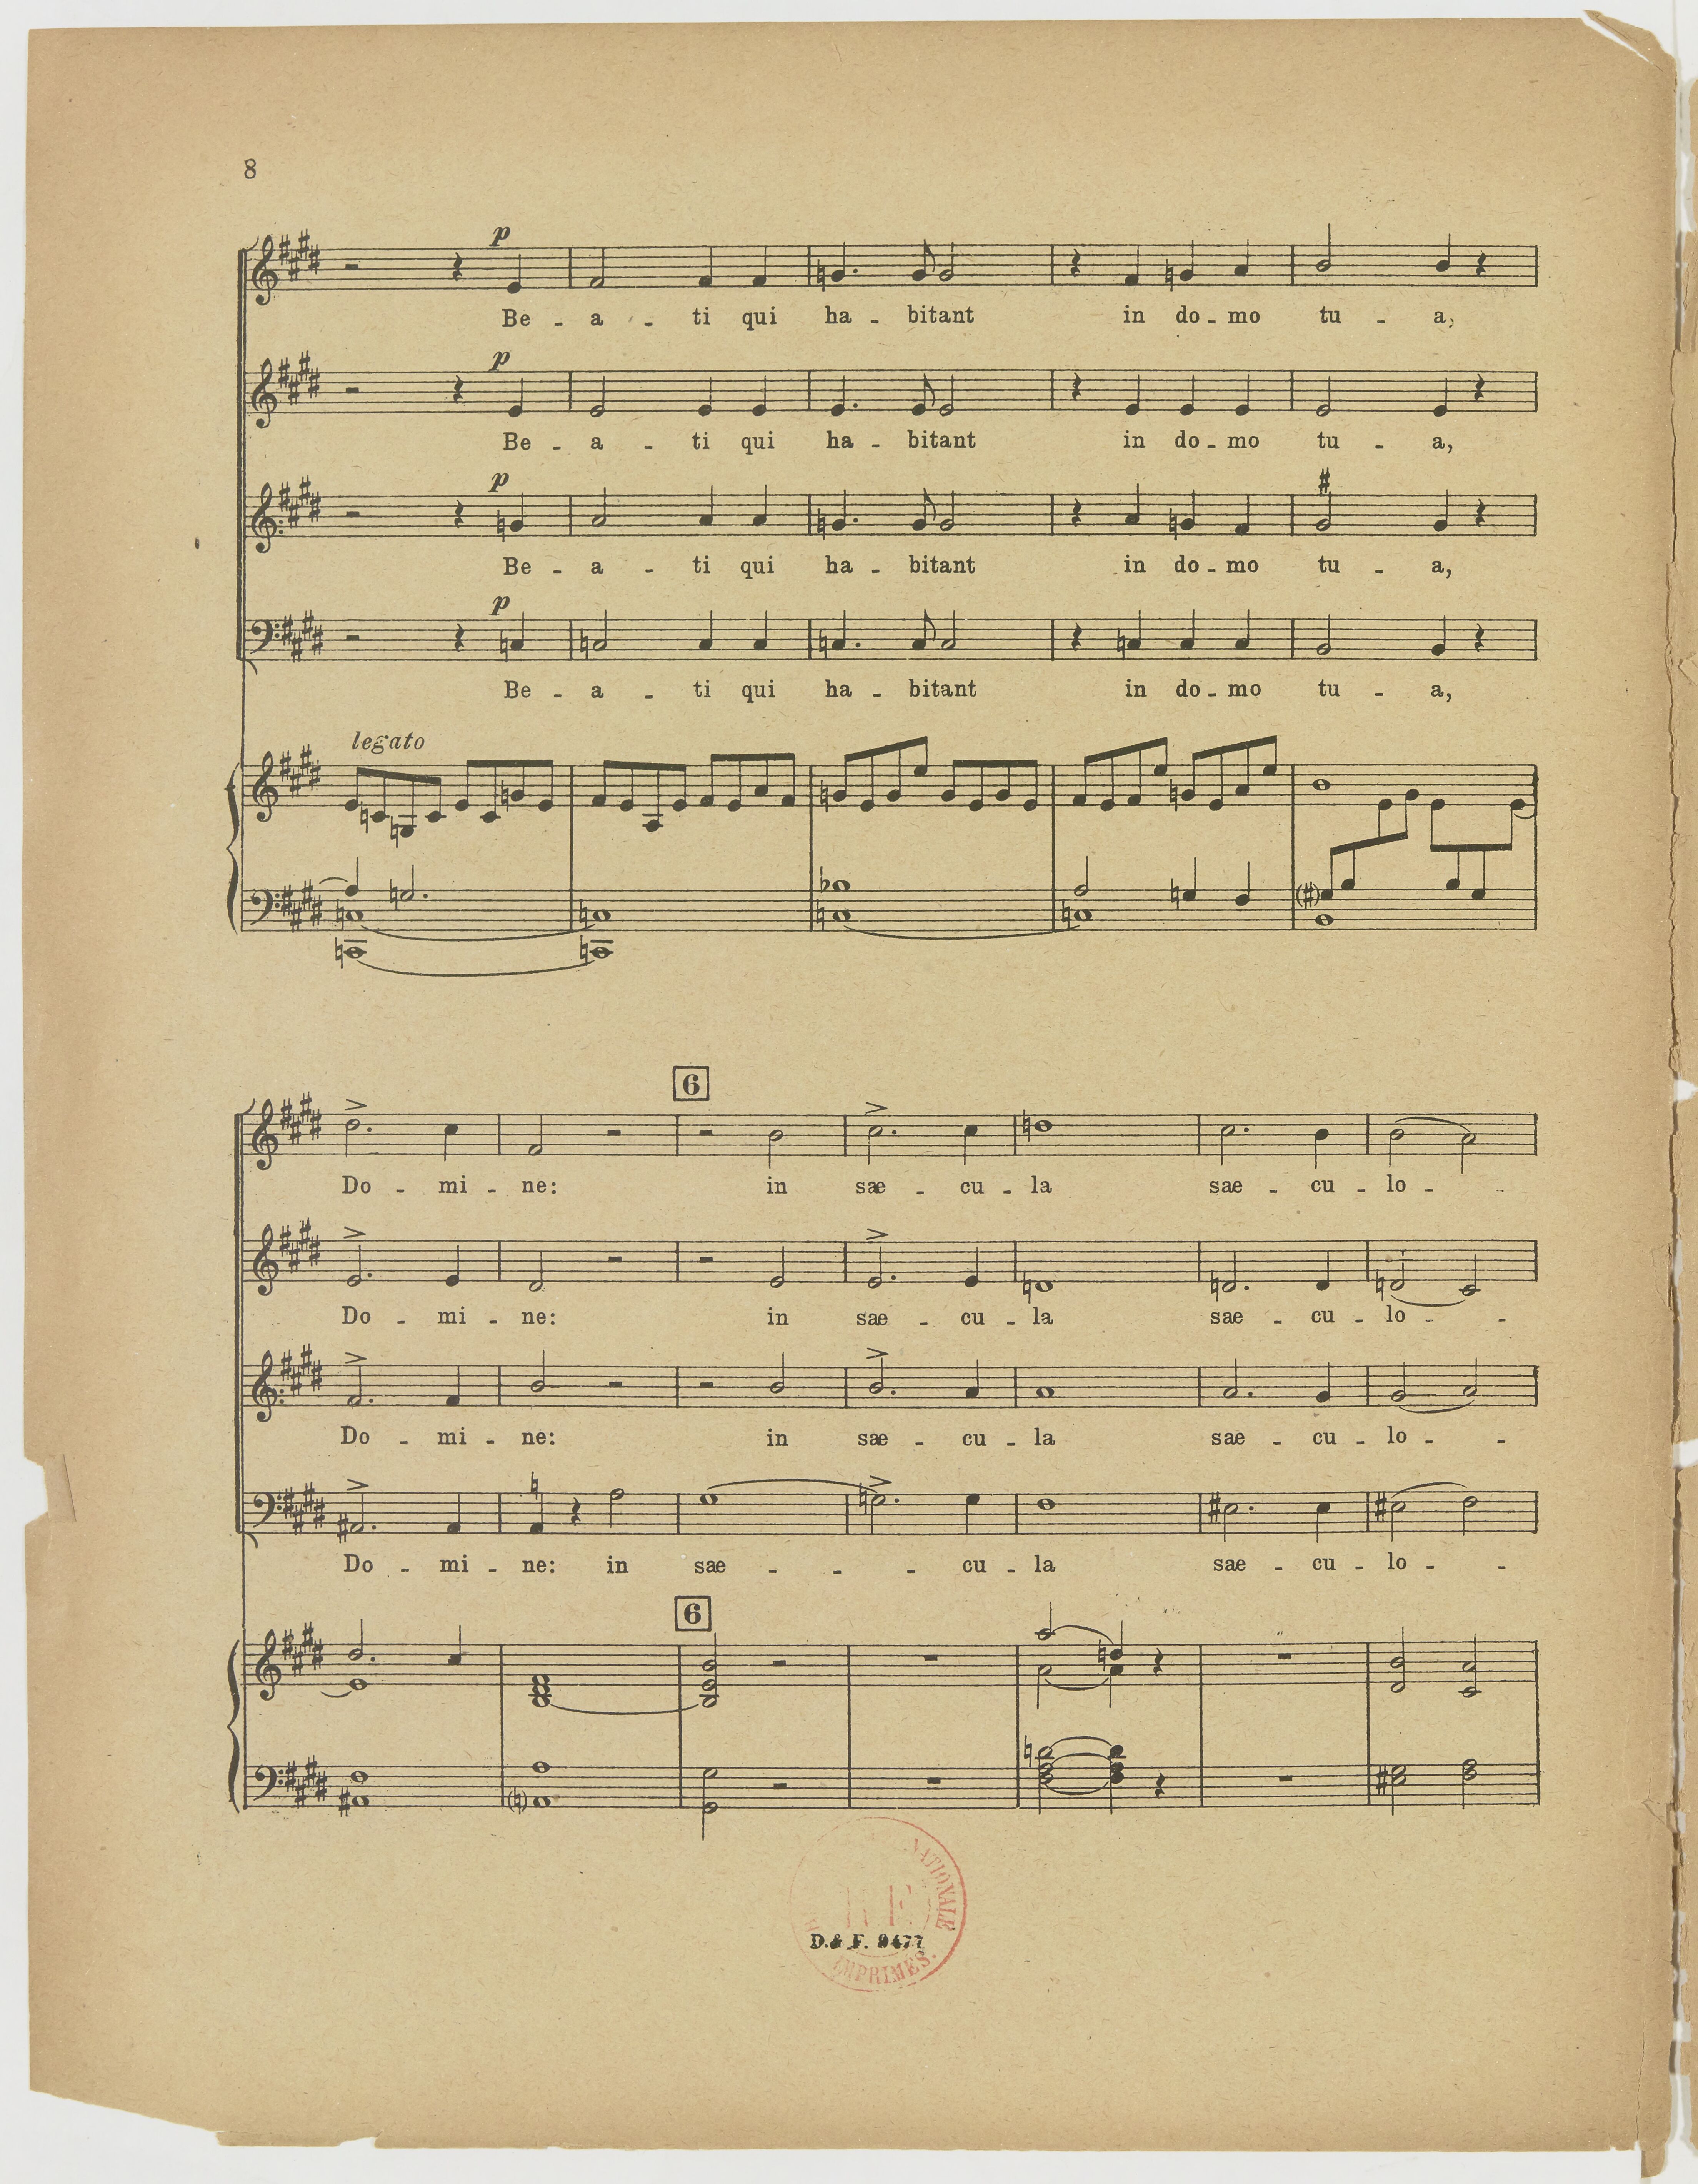 8
p
Be - a - ti qui ha - bitant in do - mo tu - a,
p
Be - a - ti qui ha - bitant in do - mo tu - a,
p
Be - a - ti qui ha - bitant in do - mo tu - a,
p
Be - a - ti qui ha - bitant in do - mo tu - a,
legato
6
Do - mi - ne: in sæ - cu - la sae - cu - lo - -
Do - mi - ne: in sae - cu - la sae - cu - lo - -
Do - mi - ne: in sæ - cu - la sae - cu - lo - -
Do - mi - ne: in sae - - - cu - la sae - cu - lo - -
6
NATIONALE
R F
D. & F. 9477
IMPRIMÉS.